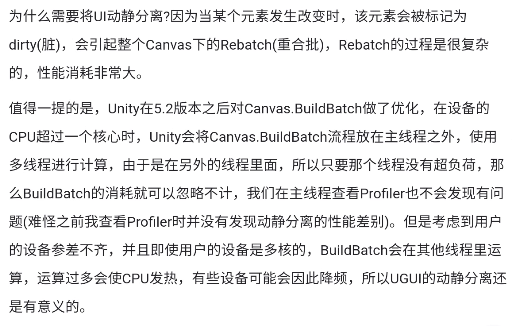 为什么需要将UI动静分离?因为当某个元素发生改变时，该元素会被标记为
dirty(脏)，会引起整个Canvas下的Rebatch(重合批)，Rebatch的过程是很复杂
的，性能消耗非常大。
值得一提的是，Unity在5.2版本之后对Canvas.BuildBatch做了优化，在设备的
CPU超过一个核心时，Unity会将Canvas.BuildBatch流程放在主线程之外，使用
多线程进行计算，由于是在另外的线程里面，所以只要那个线程没有超负荷，那
么BuildBatch的消耗就可以忽略不计，我们在主线程查看Profiler也不会发现有问
题(难怪之前我查看Profiler时并没有发现动静分离的性能差别)。但是考虑到用户
的设备参差不齐，并且即使用户的设备是多核的，BuildBatch会在其他线程里运
算，运算过多会使CPU发热，有些设备可能会因此降频，所以UGUI的动静分离还
是有意义的。